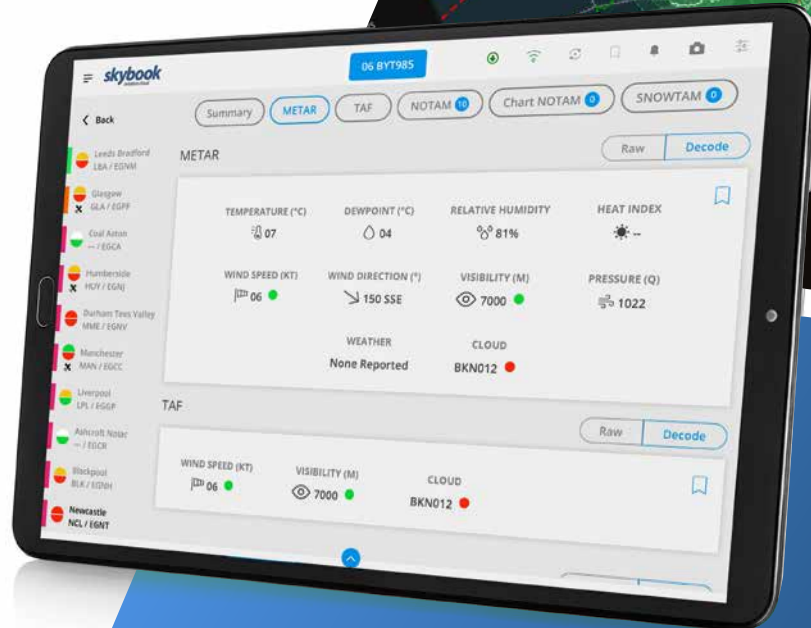 skybook
06 BYT985
Back
Summary
METAR
TAF
NOTAM 10
Chart NOTAM 0
SNOWTAM 0
Leeds Bradford
LBA / EGNM
Glasgow
GLA / EGPF
Coal Aston
-- / EGCA
Humberside
HUY / EGNJ
Durham Tees Valley
MME / EGNV
Manchester
MAN / EGCC
Liverpool
LPL / EGGP
Ashcroft Notac
-- / EGCR
Blackpool
BLK / EGNH
Newcastle
NCL / EGNT
METAR
Raw
Decode
TEMPERATURE (°C)
DEWPOINT (°C)
RELATIVE HUMIDITY
HEAT INDEX
07
04
81%
--
WIND SPEED (KT)
WIND DIRECTION (°)
VISIBILITY (M)
PRESSURE (Q)
06
150 SSE
7000
1022
WEATHER
CLOUD
None Reported
BKN012
TAF
Raw
Decode
WIND SPEED (KT)
VISIBILITY (M)
CLOUD
06
7000
BKN012